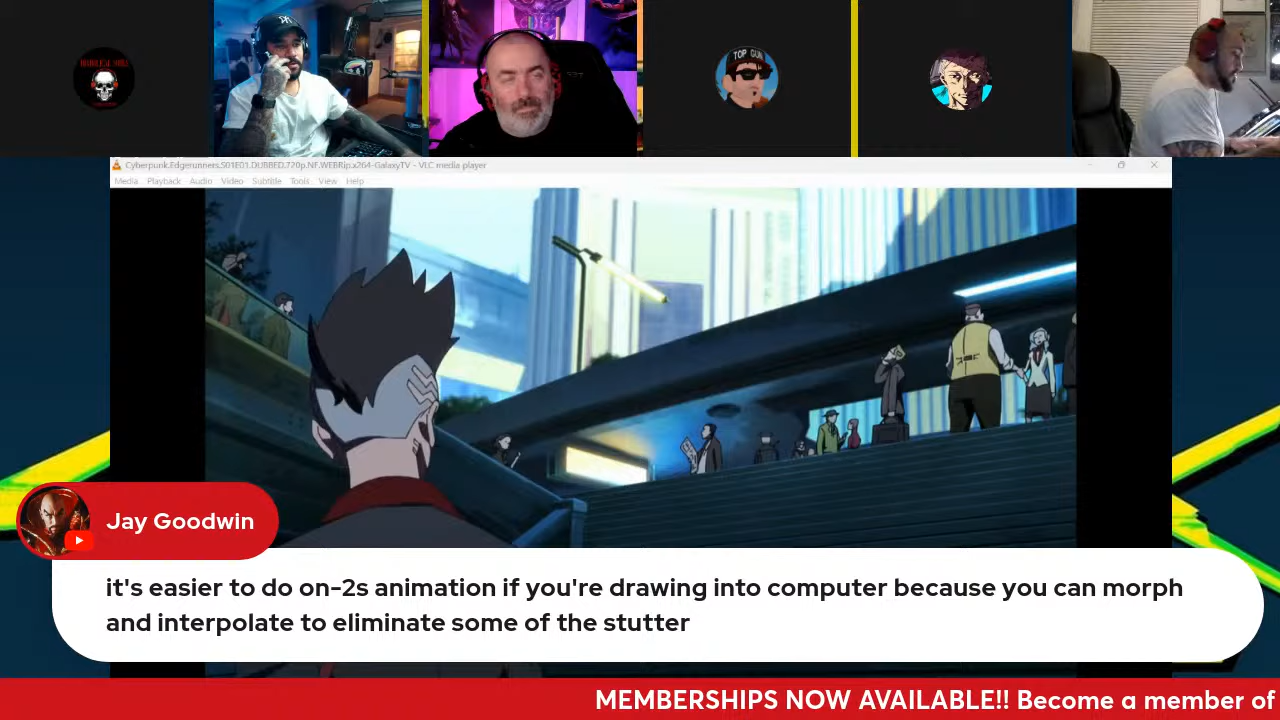 TOP GUN
Cyberpunk.Edgerunners.S01E01.DUBBED.720p.NF.WEBRip.x264-GalaxyTV - VLC media player
Media Playback Audio Video Subtitle Tools View Help
Jay Goodwin
it's easier to do on-2s animation if you're drawing into computer because you can morph
and interpolate to eliminate some of the stutter
MEMBERSHIPS NOW AVAILABLE!! Become a member of